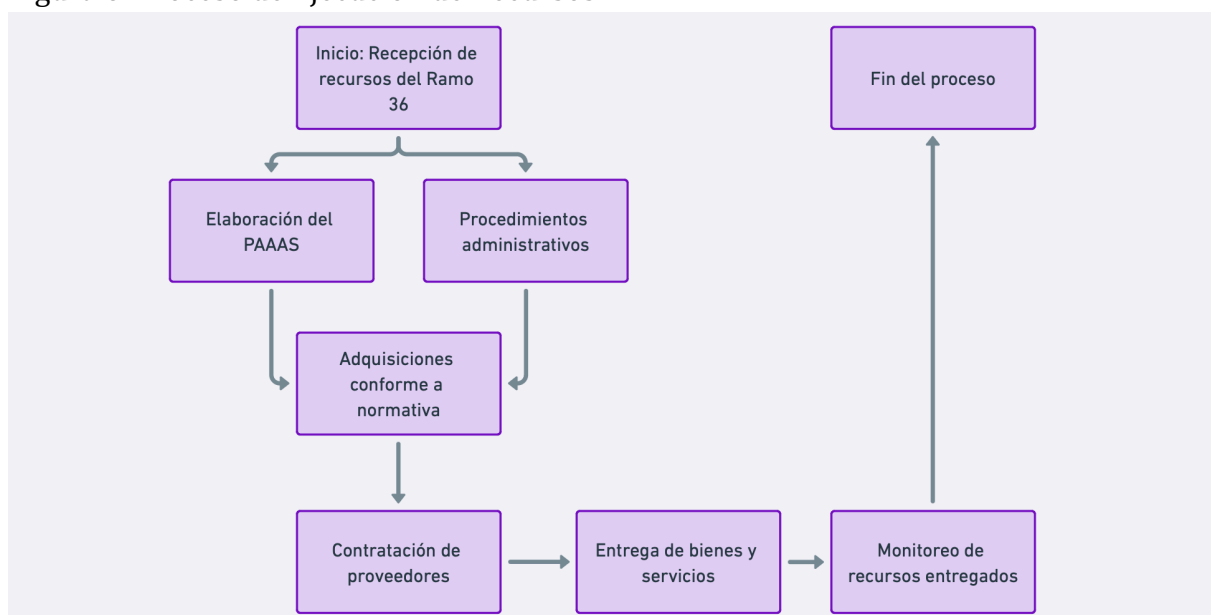 Inicio: Recepción de
recursos del Ramo
36
Fin del proceso
Elaboración del
PAAAS
Procedimientos
administrativos
Adquisiciones
conforme a
normativa
Contratación de
proveedores
Entrega de bienes y
servicios
Monitoreo de
recursos entregados